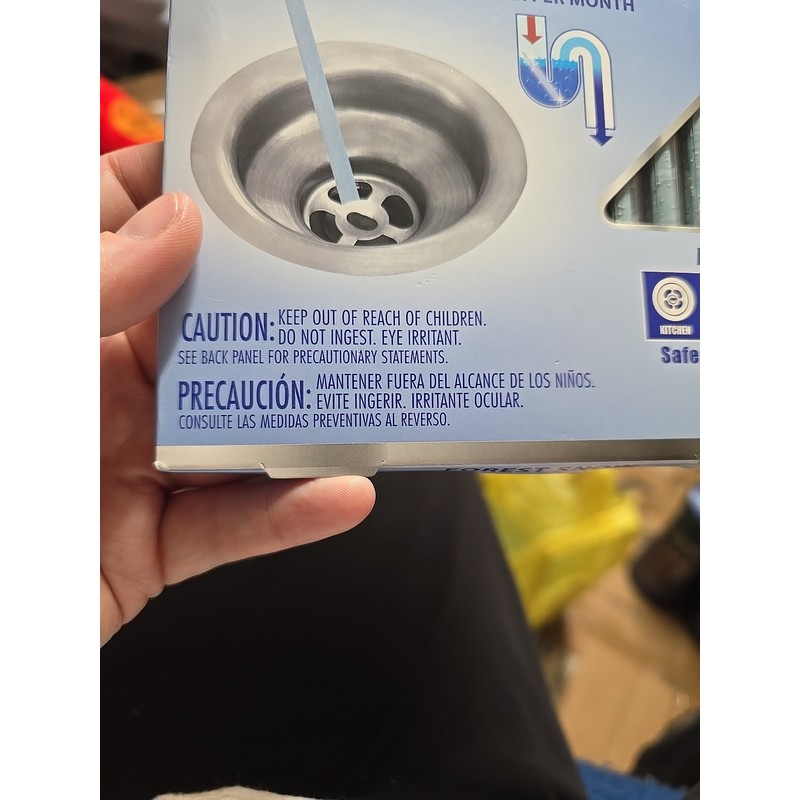 PER MONTH
KITCHEN
Safe
CAUTION: KEEP OUT OF REACH OF CHILDREN.
DO NOT INGEST. EYE IRRITANT.
SEE BACK PANEL FOR PRECAUTIONARY STATEMENTS.
PRECAUCIÓN: MANTENER FUERA DEL ALCANCE DE LOS NIÑOS.
EVITE INGERIR. IRRITANTE OCULAR.
CONSULTE LAS MEDIDAS PREVENTIVAS AL REVERSO.
FOREST